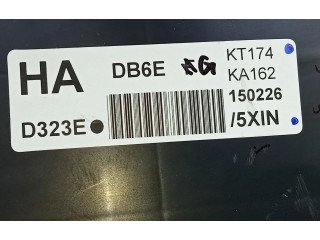 HA DB6E KT174
KA162
D323E 150226
/5XIN